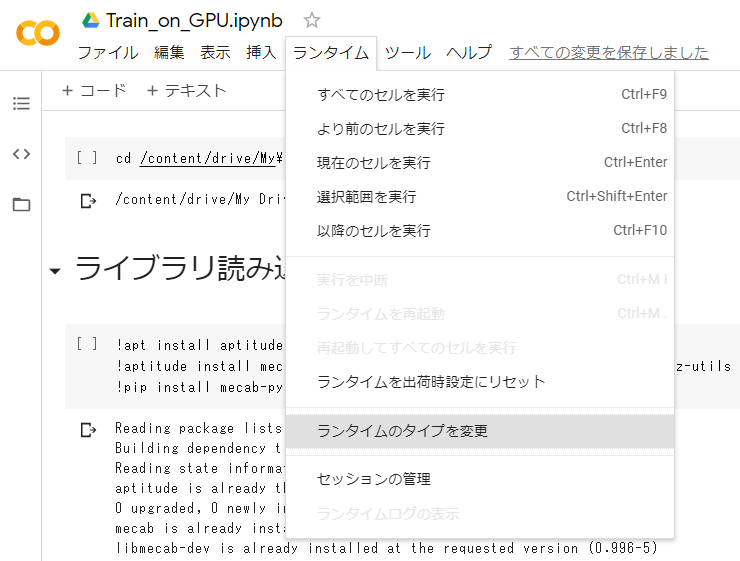 Train_on_GPU.ipynb
ファイル 編集 表示 挿入 ランタイム ツール ヘルプ すべての変更を保存しました
+ コード + テキスト
すべてのセルを実行 Ctrl+F9
より前のセルを実行 Ctrl+F8
現在のセルを実行 Ctrl+Enter
選択範囲を実行 Ctrl+Shift+Enter
以降のセルを実行 Ctrl+F10
実行を中断 Ctrl+M I
ランタイムを再起動 Ctrl+M .
再起動してすべてのセルを実行
ランタイムを出荷時設定にリセット
ランタイムのタイプを変更
セッションの管理
ランタイムログの表示
[ ] cd /content/drive/My¥
/content/drive/My Driv
ライブラリ読み込
[ ] !apt install aptitude
!aptitude install mec z-utils
!pip install mecab-py
Reading package lists
Building dependency t
Reading state informat
aptitude is already th
0 upgraded, 0 newly in
mecab is already insta
libmecab-dev is already installed at the requested version (0.996-5)